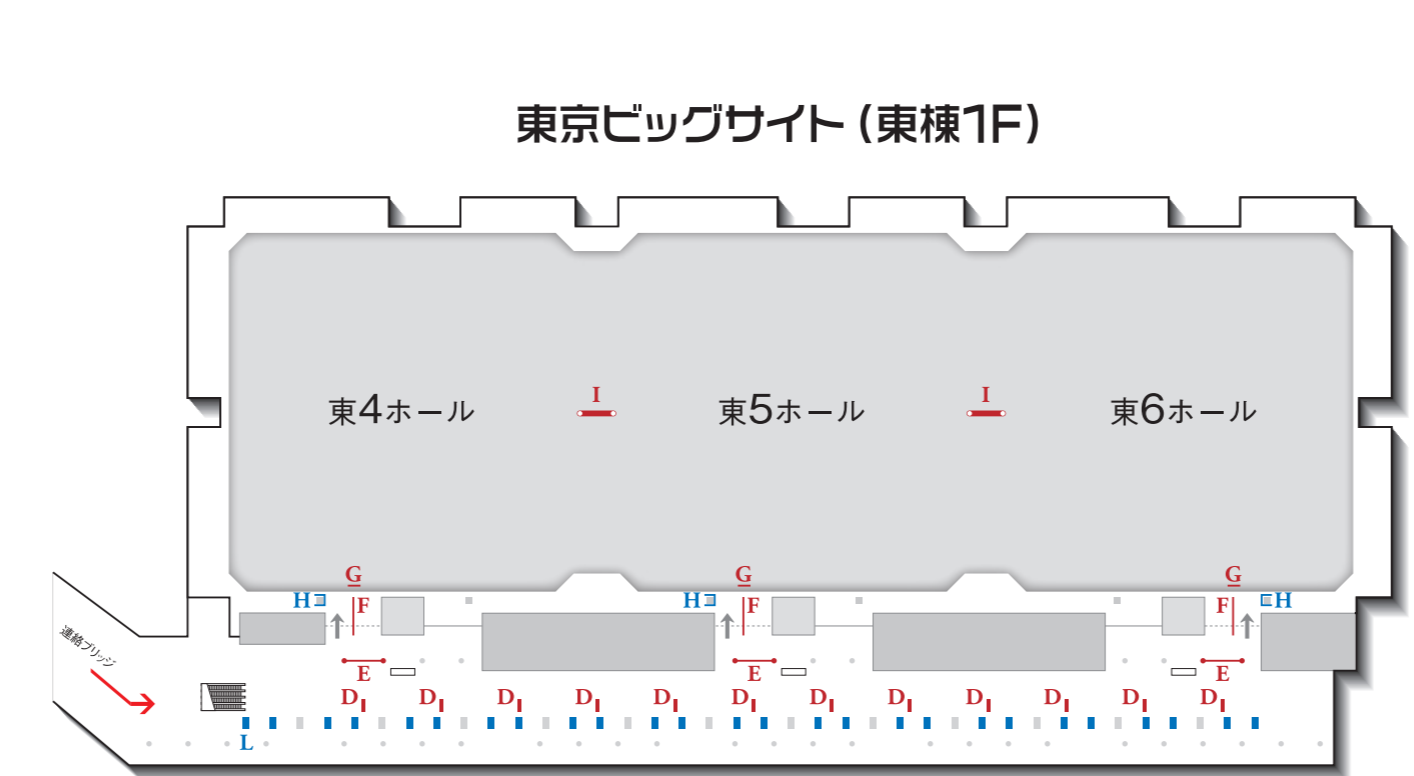 東京ビッグサイト(東棟1F)
I I
東4ホール 東5ホール 東6ホール
G G G
H F H F F H
連絡ブリッジ
E E E
D D D D D D D D D D D D
L